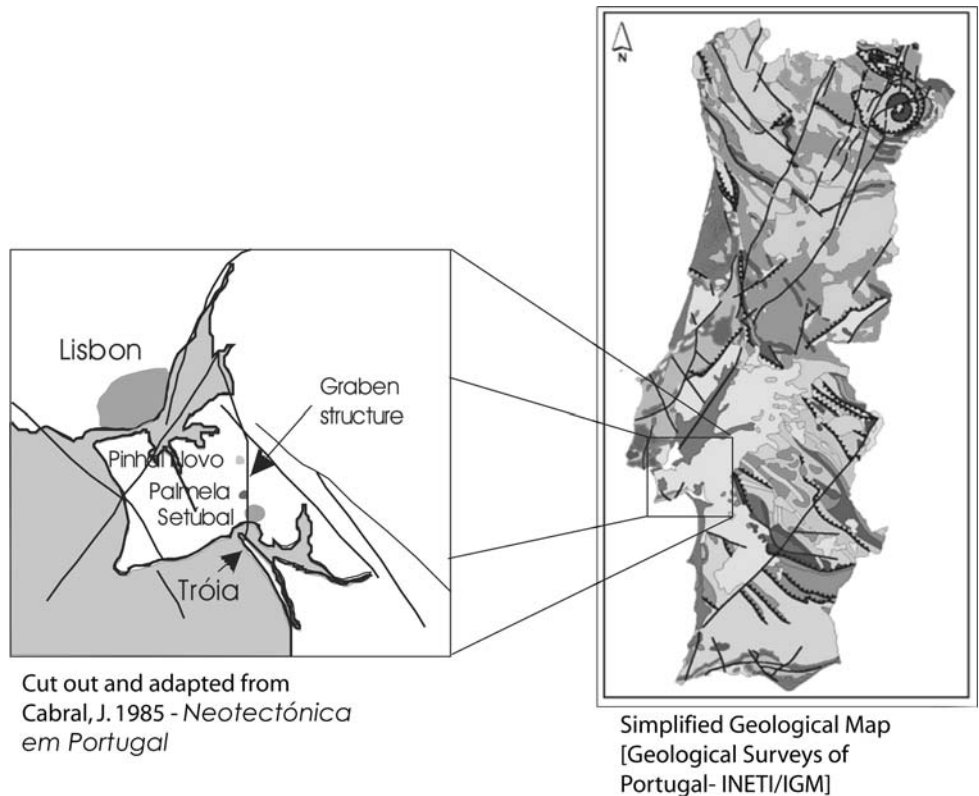 Lisbon
Graben
structure
Pinhal Novo
Palmela
Setúbal
Tróia
Cut out and adapted from
Cabral, J. 1985 - Neotectónica
em Portugal
N
Simplified Geological Map
[Geological Surveys of
Portugal- INETI/IGM]